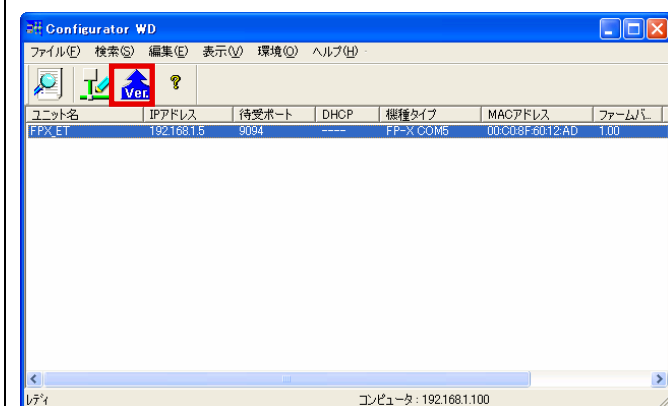 Configurator WD
ファイル(F) 検索(S) 編集(E) 表示(V) 環境(O) ヘルプ(H)
Ver.
ユニット名 IPアドレス 待受ポート DHCP 機種タイプ MACアドレス ファームバ...
FPX_ET 192.168.1.5 9094 ---- FP-X COM5 00:C0:8F:60:12:AD 1.00
レディ コンピュータ : 192.168.1.100